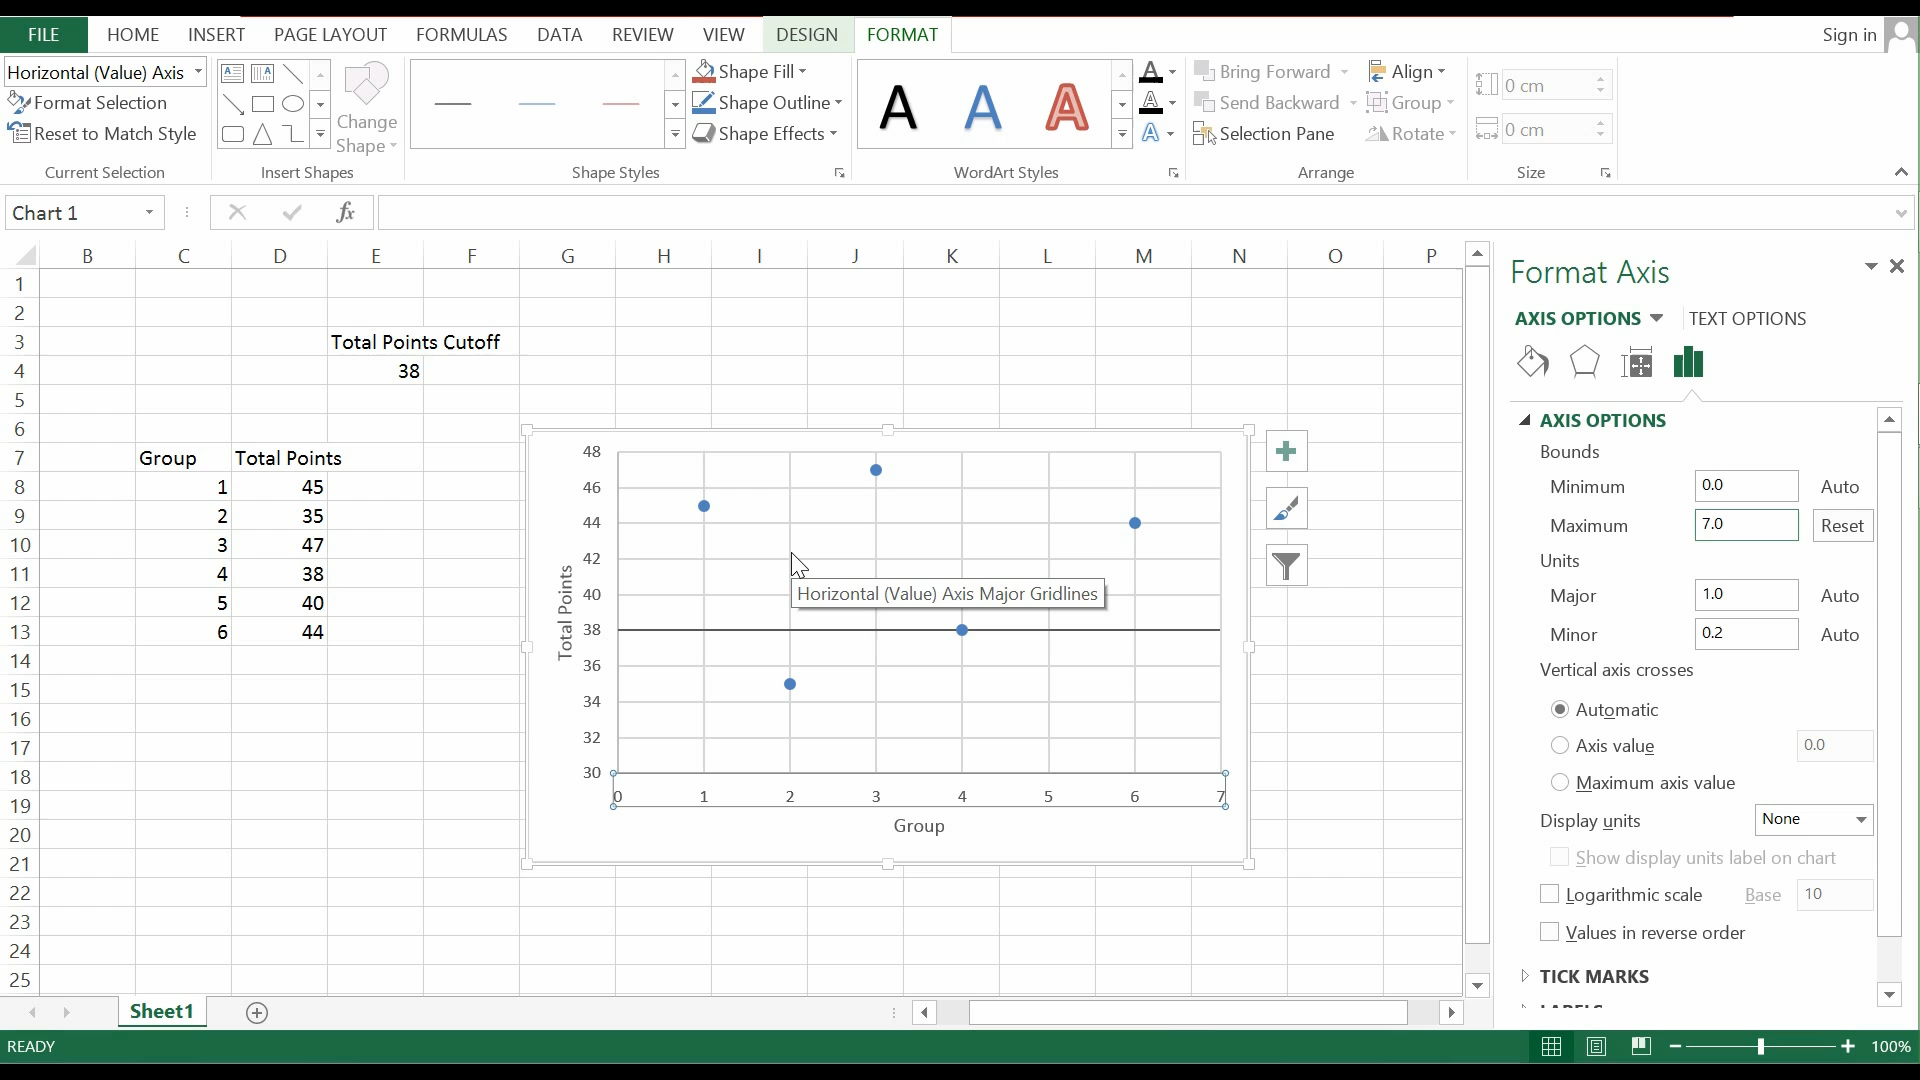 FILE HOME INSERT PAGE LAYOUT FORMULAS DATA REVIEW VIEW DESIGN FORMAT Sign in
Horizontal (Value) Axis
Format Selection
Reset to Match Style
Current Selection
Change
Shape
Insert Shapes
Shape Fill
Shape Outline
Shape Effects
Shape Styles
A A A
WordArt Styles
A
A
A
Bring Forward
Send Backward
Selection Pane
Align
Group
Rotate
Arrange
0 cm
0 cm
Size
Chart 1 fx
B C D E F G H I J K L M N O P
1
2
3 Total Points Cutoff
4 38
5
6
7 Group Total Points
8 1 45
9 2 35
10 3 47
11 4 38
12 5 40
13 6 44
14
15
16
17
18
19
20
21
22
23
24
25
48
46
44
42
40
38
36
34
32
30
Total Points
Horizontal (Value) Axis Major Gridlines
0 1 2 3 4 5 6 7
Group
Format Axis
AXIS OPTIONS TEXT OPTIONS
AXIS OPTIONS
Bounds
Minimum 0.0 Auto
Maximum 7.0 Reset
Units
Major 1.0 Auto
Minor 0.2 Auto
Vertical axis crosses
Automatic
Axis value 0.0
Maximum axis value
Display units None
Show display units label on chart
Logarithmic scale Base 10
Values in reverse order
TICK MARKS
LABELS
Sheet1
READY 100%